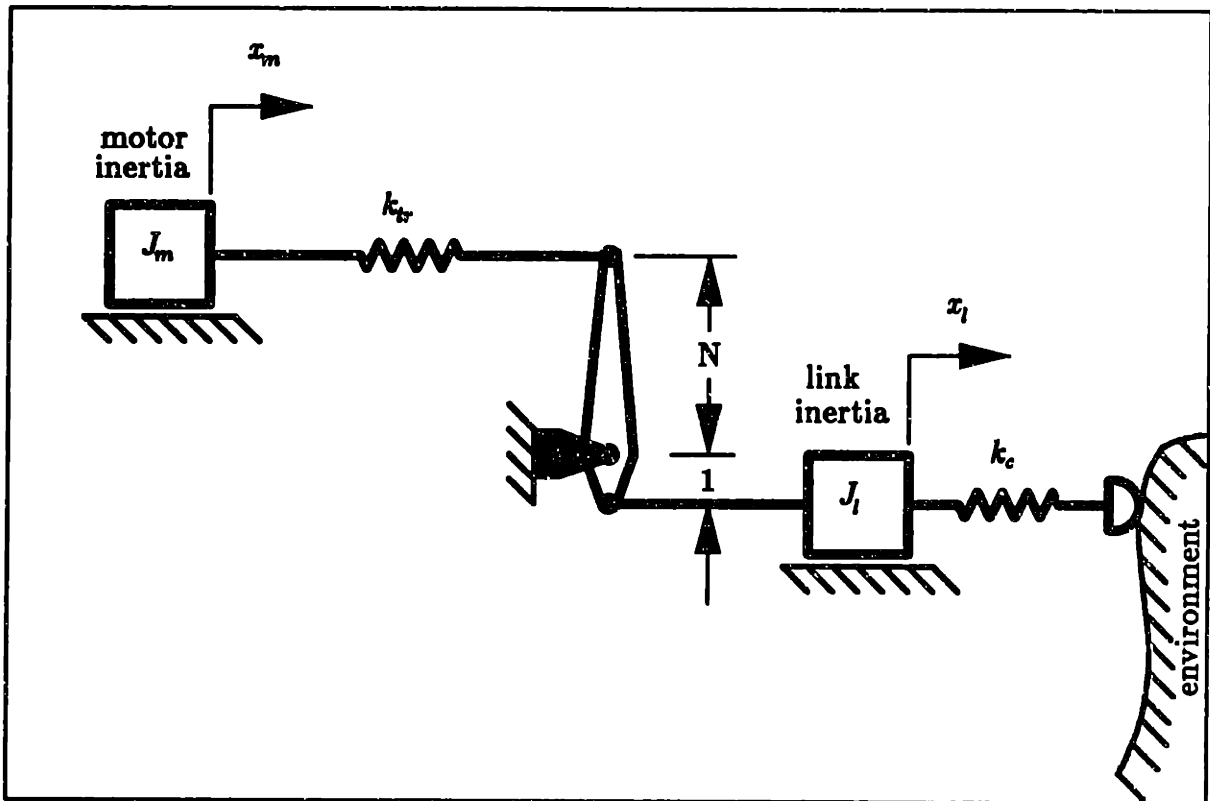 x_m
motor
inertia
k_tr
J_m
N
x_l
link
inertia
1
k_c
J_l
environment